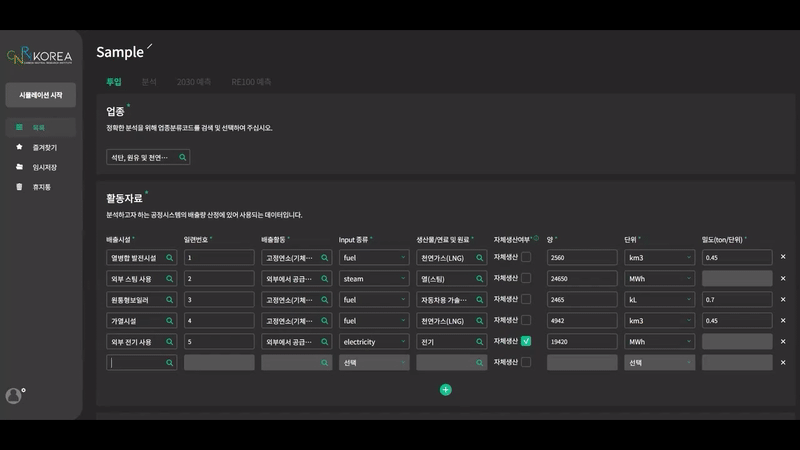 CNR KOREA
CARBON NEUTRAL RESEARCH INSTITUTE
Sample
시뮬레이션 시작
목록
즐겨찾기
임시저장
휴지통
투입 분석 2030 예측 RE100 예측
업종 *
정확한 분석을 위해 업종분류코드를 검색 및 선택하여 주십시오.
석탄, 원유 및 천연…
활동자료 *
분석하고자 하는 공정시스템의 배출량 산정에 있어 사용되는 데이터입니다.
배출시설 * 일련번호 * 배출활동 * Input 종류 * 생산물/연료 및 원료 * 자체생산여부 * 양 * 단위 * 밀도(ton/단위) *
열병합 발전시설 1 고정연소(기체… fuel 천연가스(LNG) 자체생산 2560 km3 0.45 ×
외부 스팀 사용 2 외부에서 공급… steam 열(스팀) 자체생산 24650 MWh ×
원통형보일러 3 고정연소(기체… fuel 자동차용 가솔… 자체생산 2465 kL 0.7 ×
가열시설 4 고정연소(기체… fuel 천연가스(LNG) 자체생산 4942 km3 0.45 ×
외부 전기 사용 5 외부에서 공급… electricity 전기 자체생산 19420 MWh ×
선택 자체생산 선택 ×